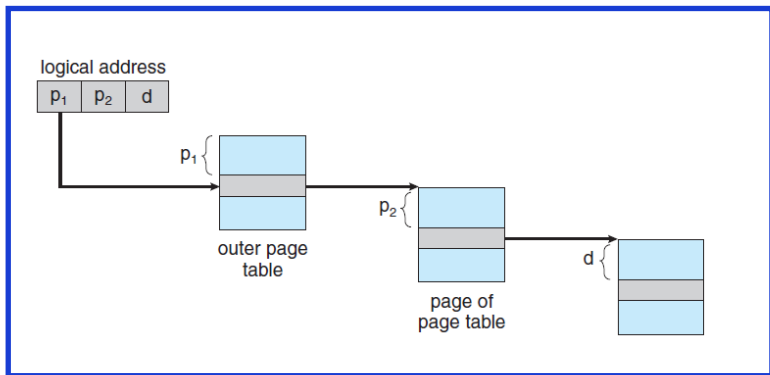 logical address
p₁ p₂ d
p₁
outer page
table
p₂
page of
page table
d